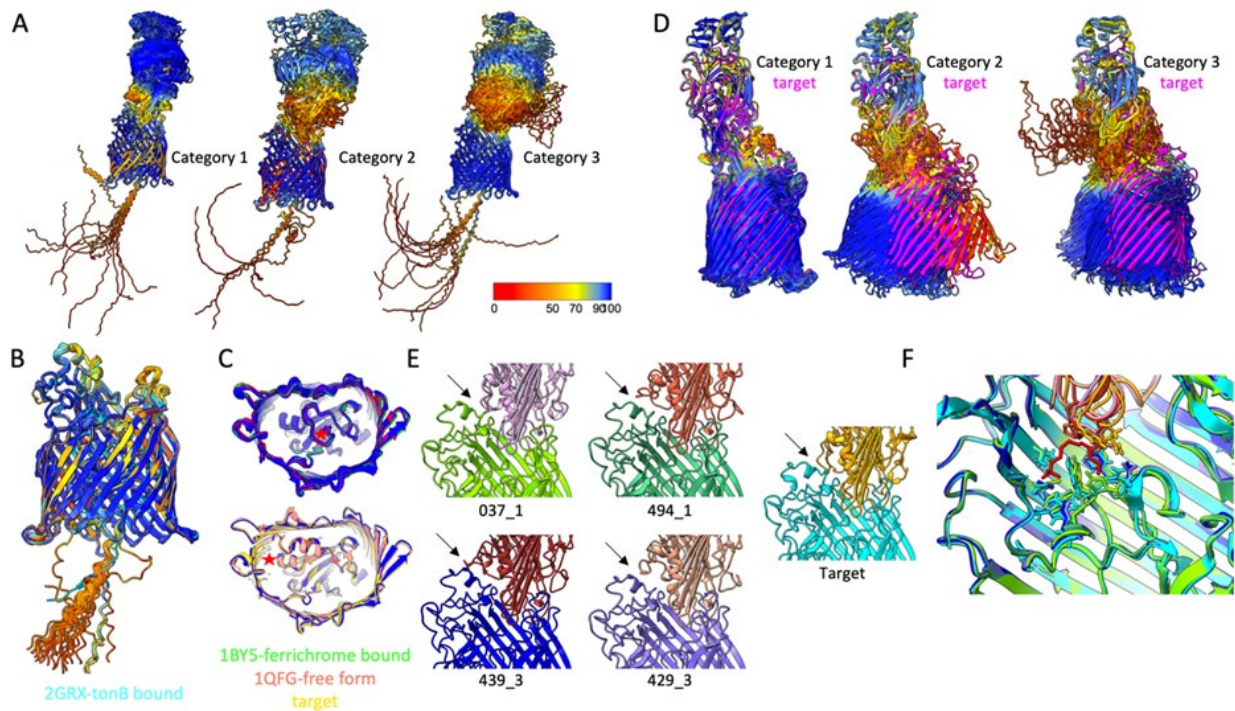 A
Category 1
Category 2
Category 3
0 50 70 90 100
D
Category 1
target
Category 2
target
Category 3
target
B
2GRX-tonB bound
C
1BY5-ferrichrome bound
1QFG-free form
target
E
037_1
494_1
439_3
429_3
Target
F